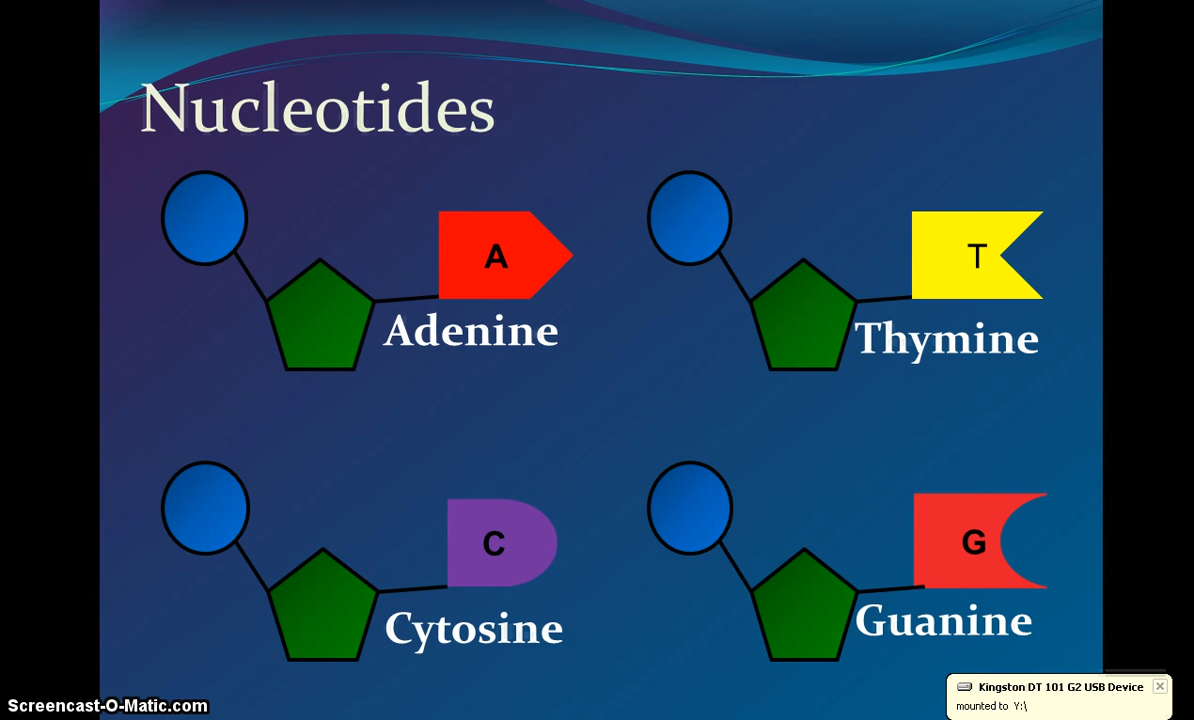 Nucleotides
A
T
Adenine
Thymine
C
G
Cytosine
Guanine
Kingston DT 101 G2 USB Device
mounted to Y:\
Screencast-O-Matic.com